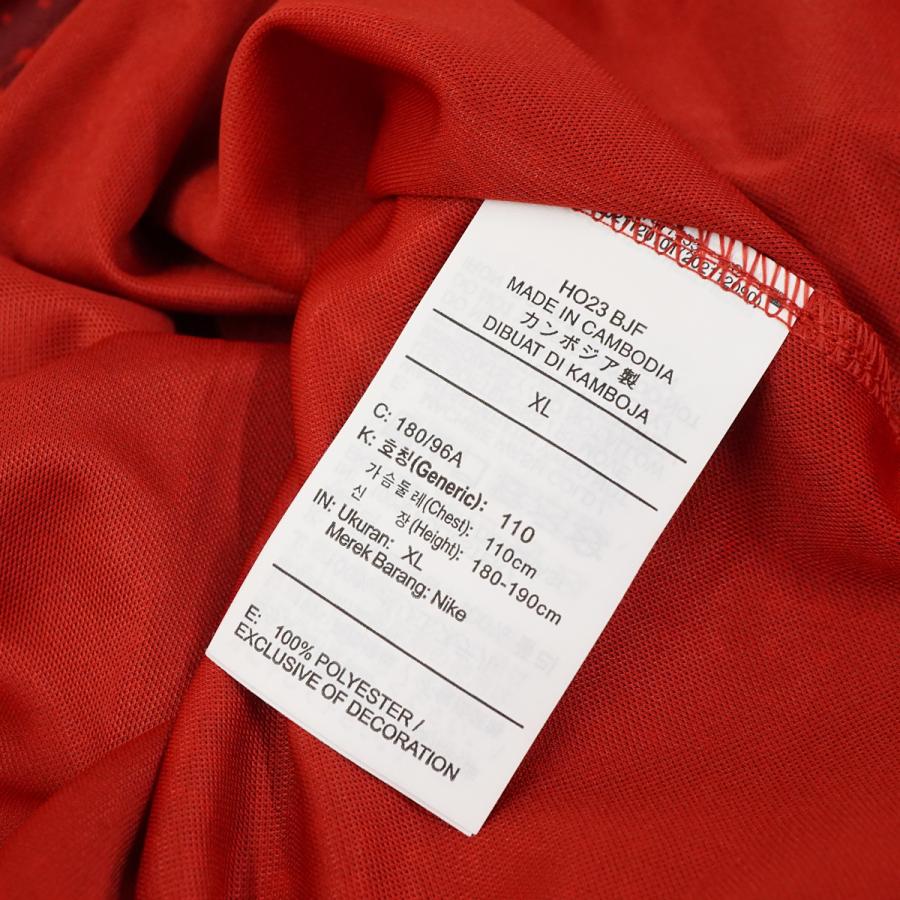 HO23 BJF
MADE IN CAMBODIA
カンボジア製
DIBUAT DI KAMBOJA
XL
C: 180/96A
K: 호칭(Generic): 110
가슴둘레(Chest): 110cm
신 장(Height): 180-190cm
IN: Ukuran: XL
Merek Barang: Nike
E: 100% POLYESTER /
EXCLUSIVE OF DECORATION